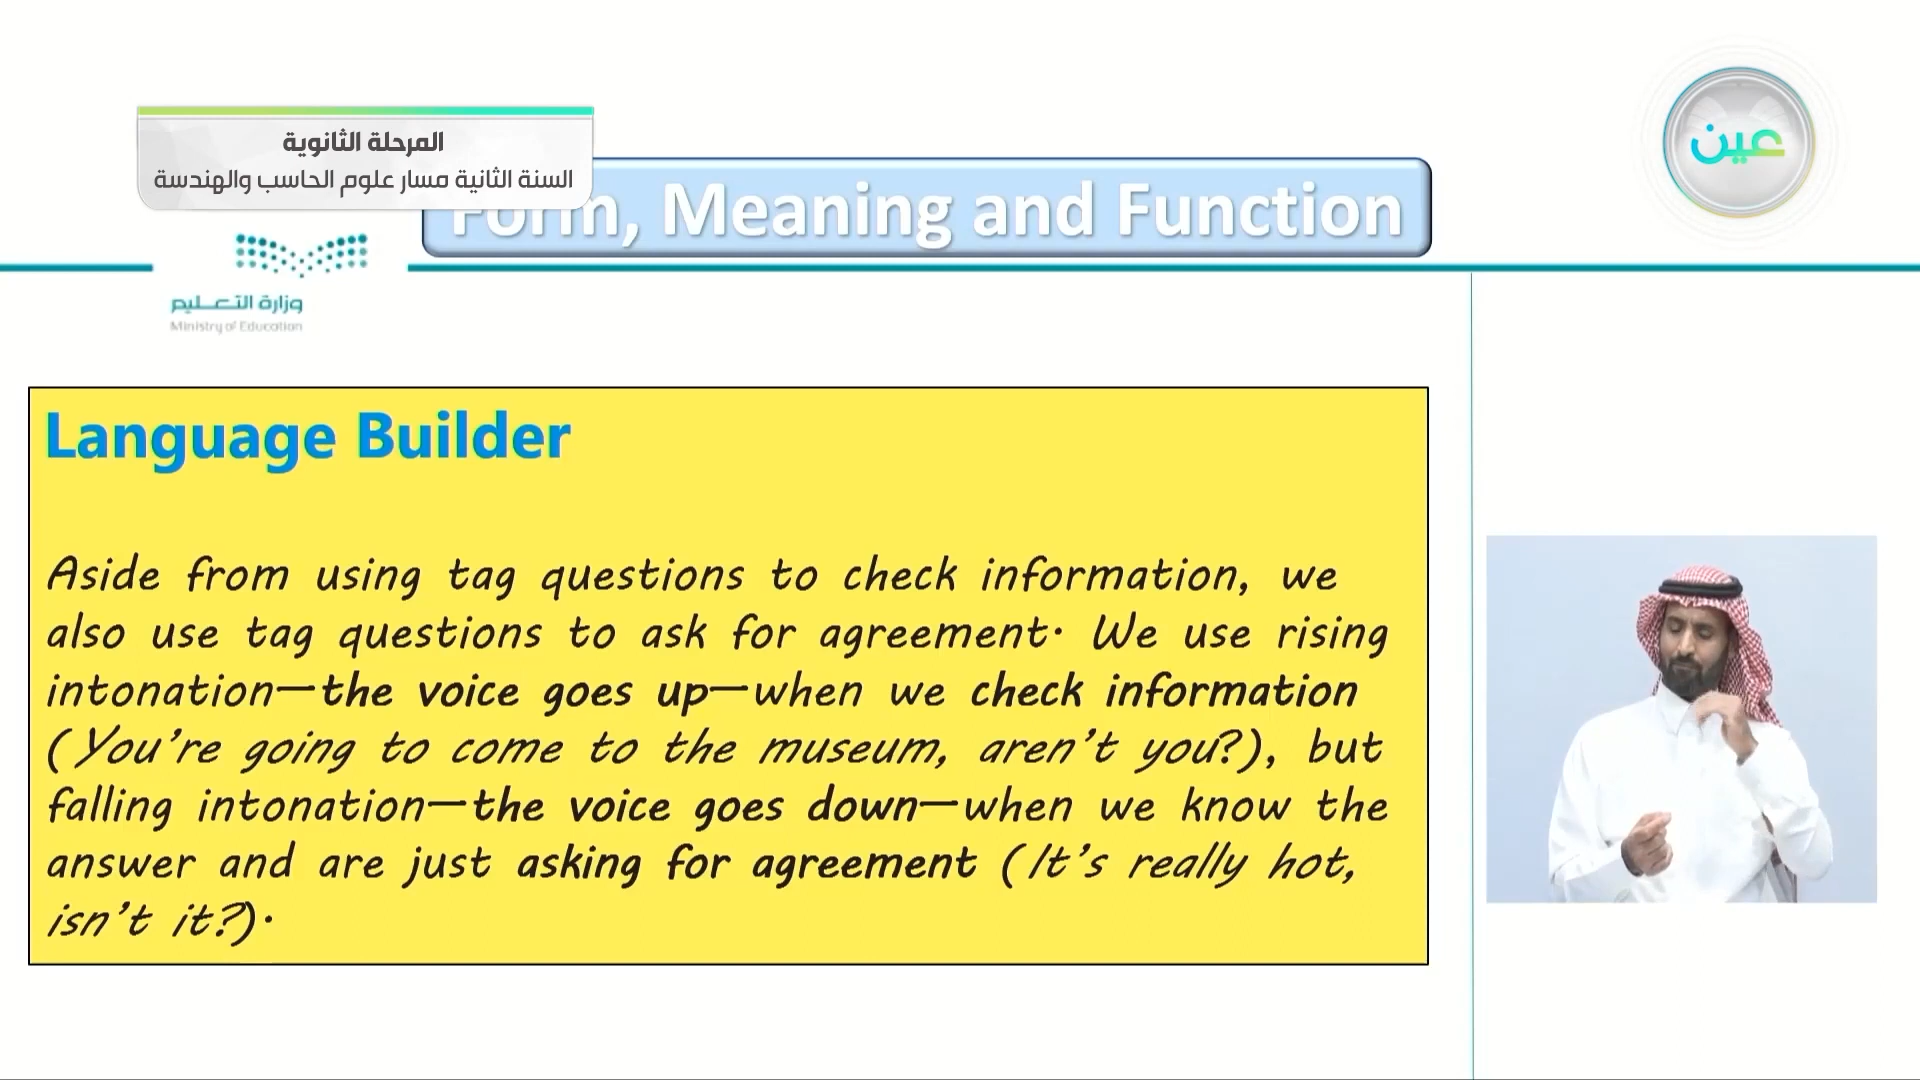 المرحلة الثانوية
السنة الثانية مسار علوم الحاسب والهندسة
عين
Form, Meaning and Function
وزارة التعليم
Ministry of Education
Language Builder
Aside from using tag questions to check information, we
also use tag questions to ask for agreement. We use rising
intonation—the voice goes up—when we check information
(You're going to come to the museum, aren't you?), but
falling intonation—the voice goes down—when we know the
answer and are just asking for agreement (It's really hot,
isn't it?).